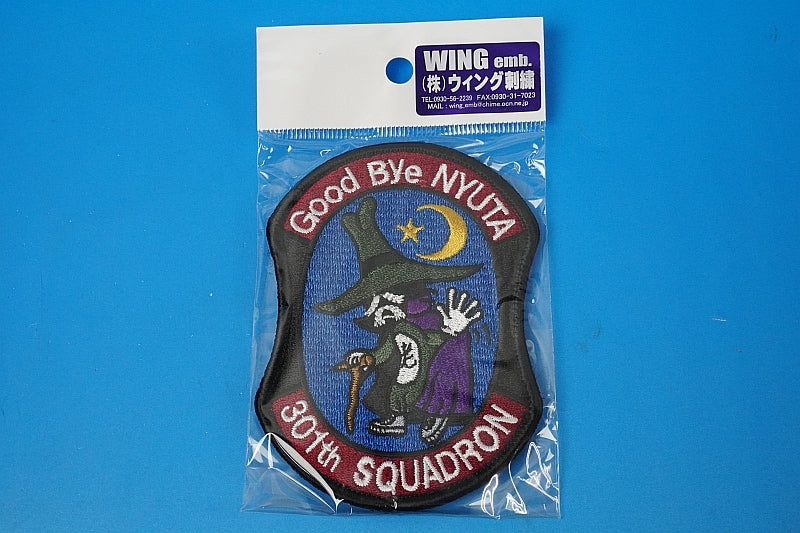 WING emb.
(株)ウィング刺繍
TEL:0930-56-2239 FAX:0930-31-7023
MAIL : wing_emb@chime.ocn.ne.jp
Good Bye NYUTA
301th SQUADRON